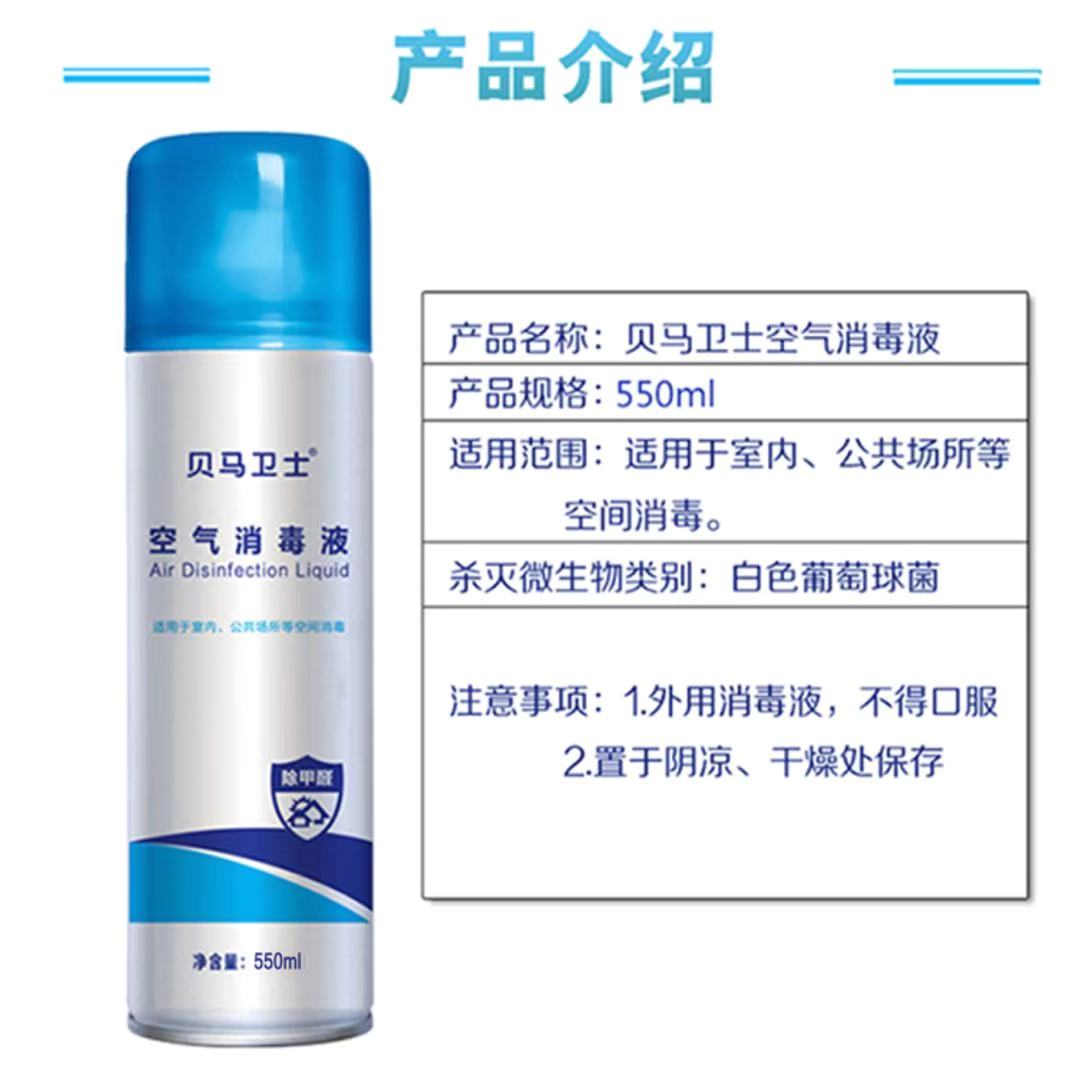 产品介绍
贝马卫士®
空气消毒液
Air Disinfection Liquid
适用于室内、公共场所等空间消毒
除甲醛
净含量：550ml
产品名称：贝马卫士空气消毒液
产品规格：550ml
适用范围：适用于室内、公共场所等
空间消毒。
杀灭微生物类别：白色葡萄球菌
注意事项：1.外用消毒液，不得口服
2.置于阴凉、干燥处保存